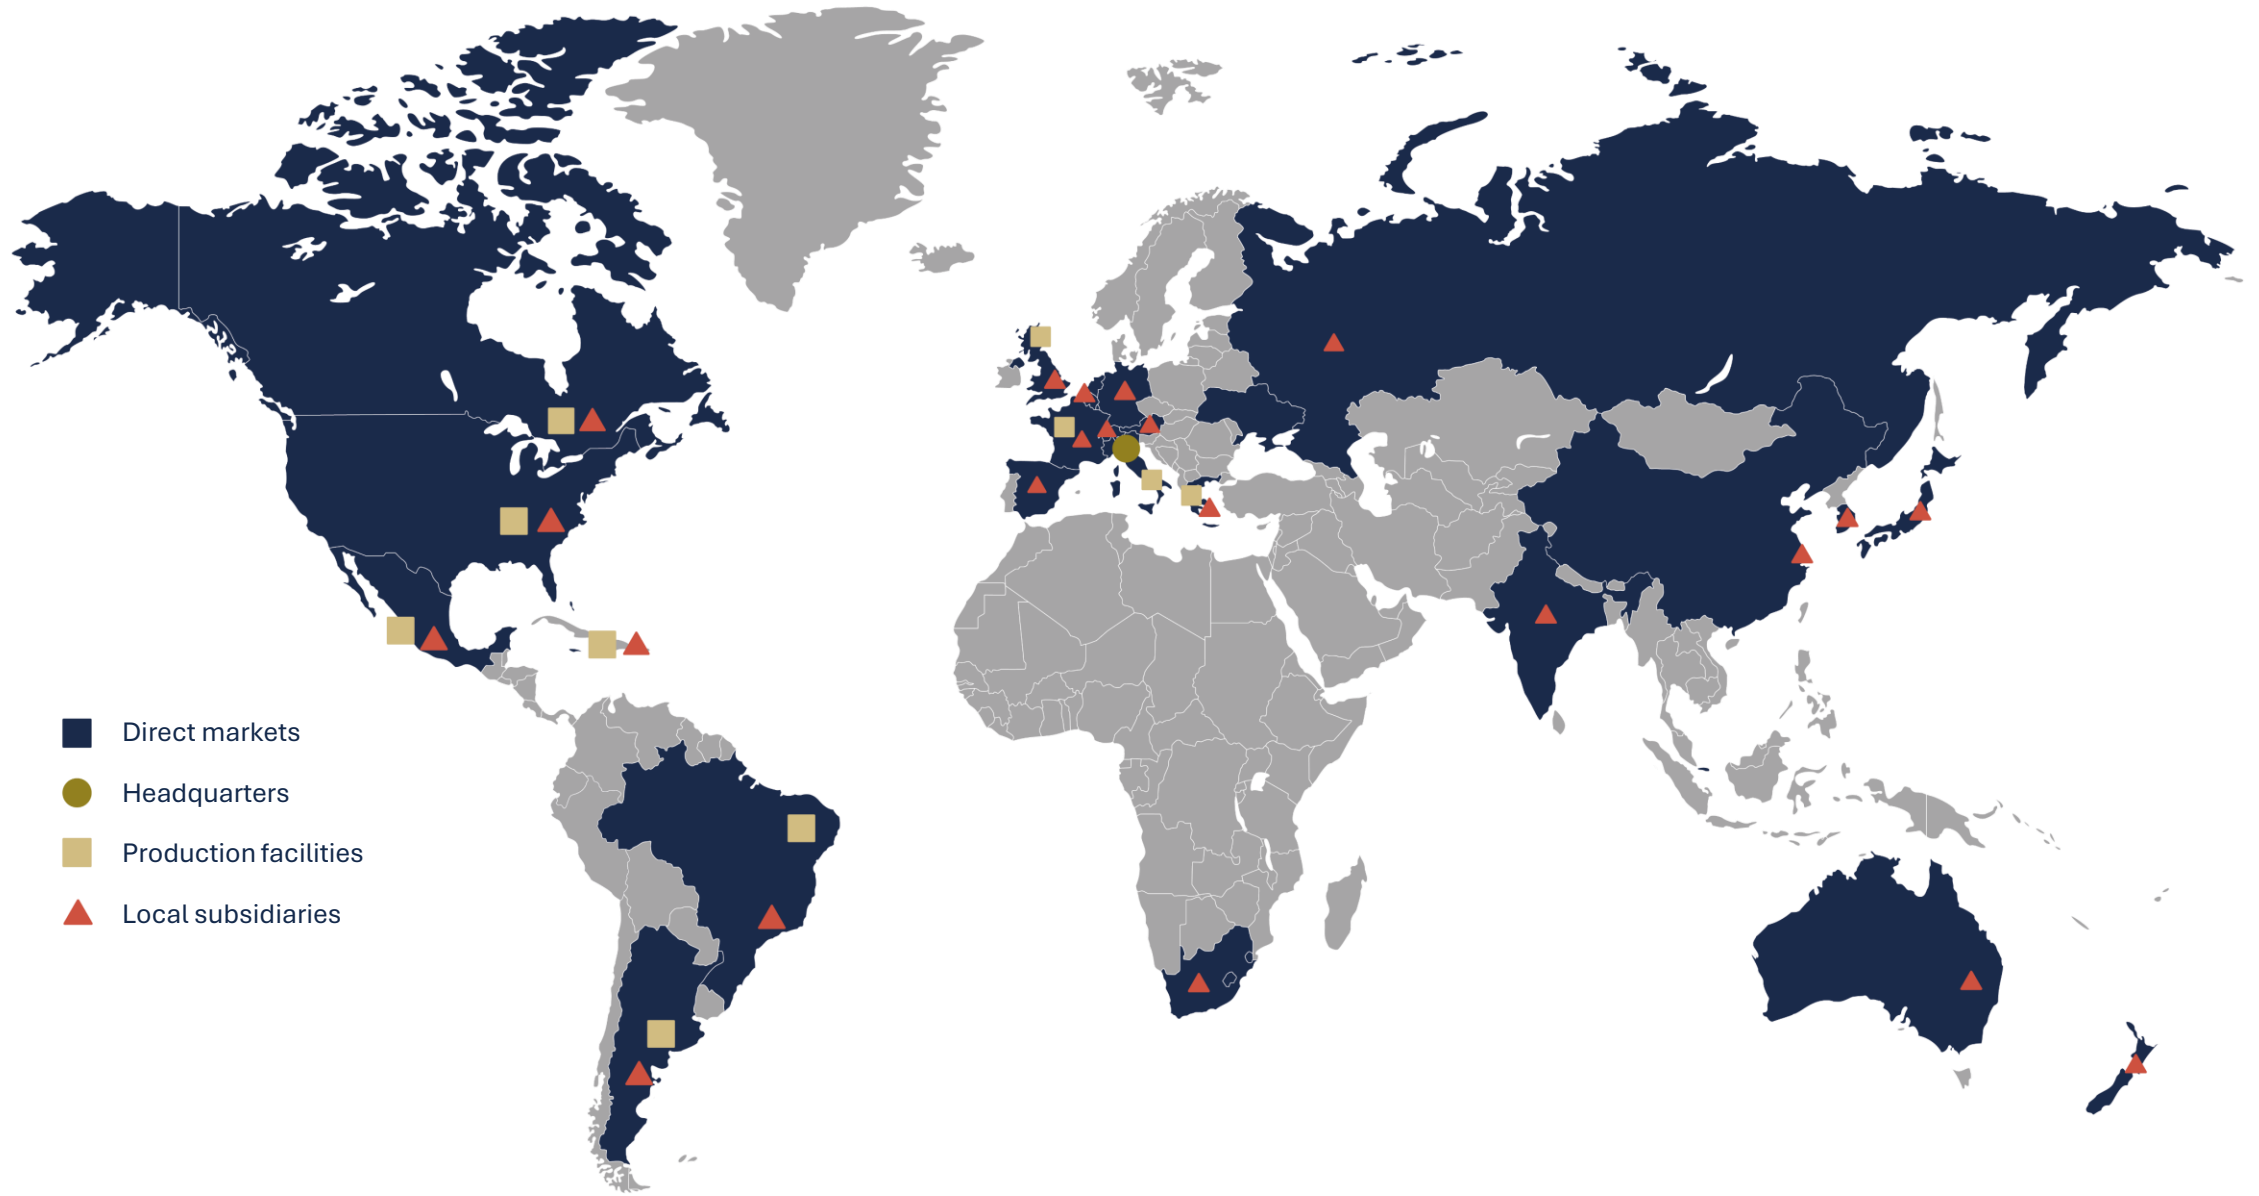 Direct markets
Headquarters
Production facilities
Local subsidiaries